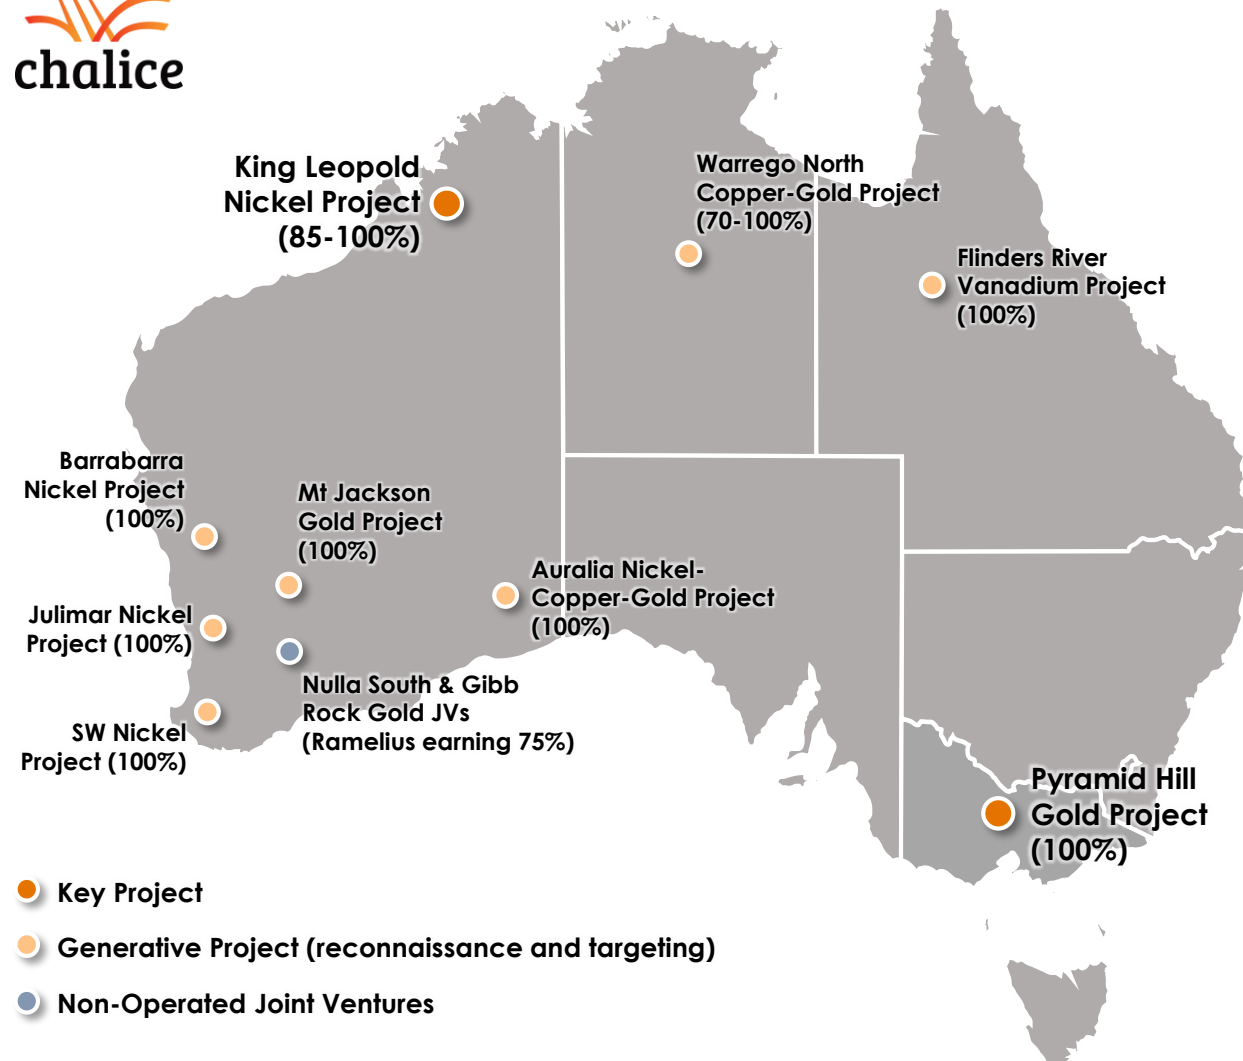 chalice
King Leopold
Nickel Project
(85-100%)
Warrego North
Copper-Gold Project
(70-100%)
Flinders River
Vanadium Project
(100%)
Barrabarra
Nickel Project
(100%)
Mt Jackson
Gold Project
(100%)
Auralia Nickel-
Copper-Gold Project
(100%)
Julimar Nickel
Project (100%)
Nulla South & Gibb
Rock Gold JVs
(Ramelius earning 75%)
SW Nickel
Project (100%)
Pyramid Hill
Gold Project
(100%)
Key Project
Generative Project (reconnaissance and targeting)
Non-Operated Joint Ventures